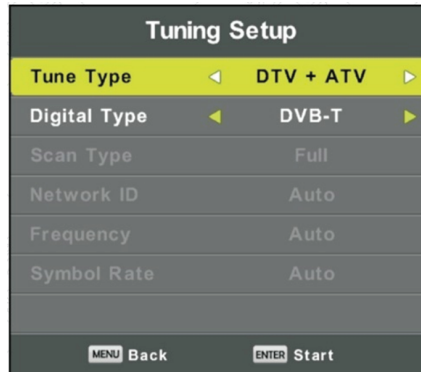 Tuning Setup
Tune Type DTV + ATV
Digital Type DVB-T
Scan Type Full
Network ID Auto
Frequency Auto
Symbol Rate Auto
MENU Back ENTER Start